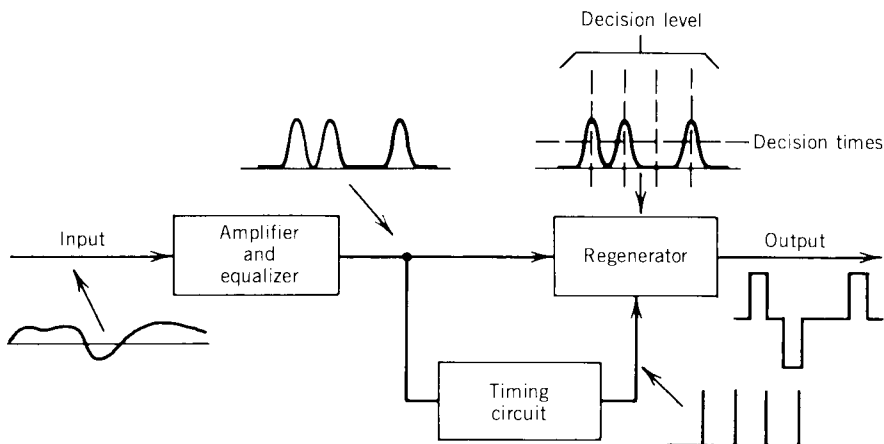 Decision level
Decision times
Input
Amplifier
and
equalizer
Regenerator
Output
Timing
circuit